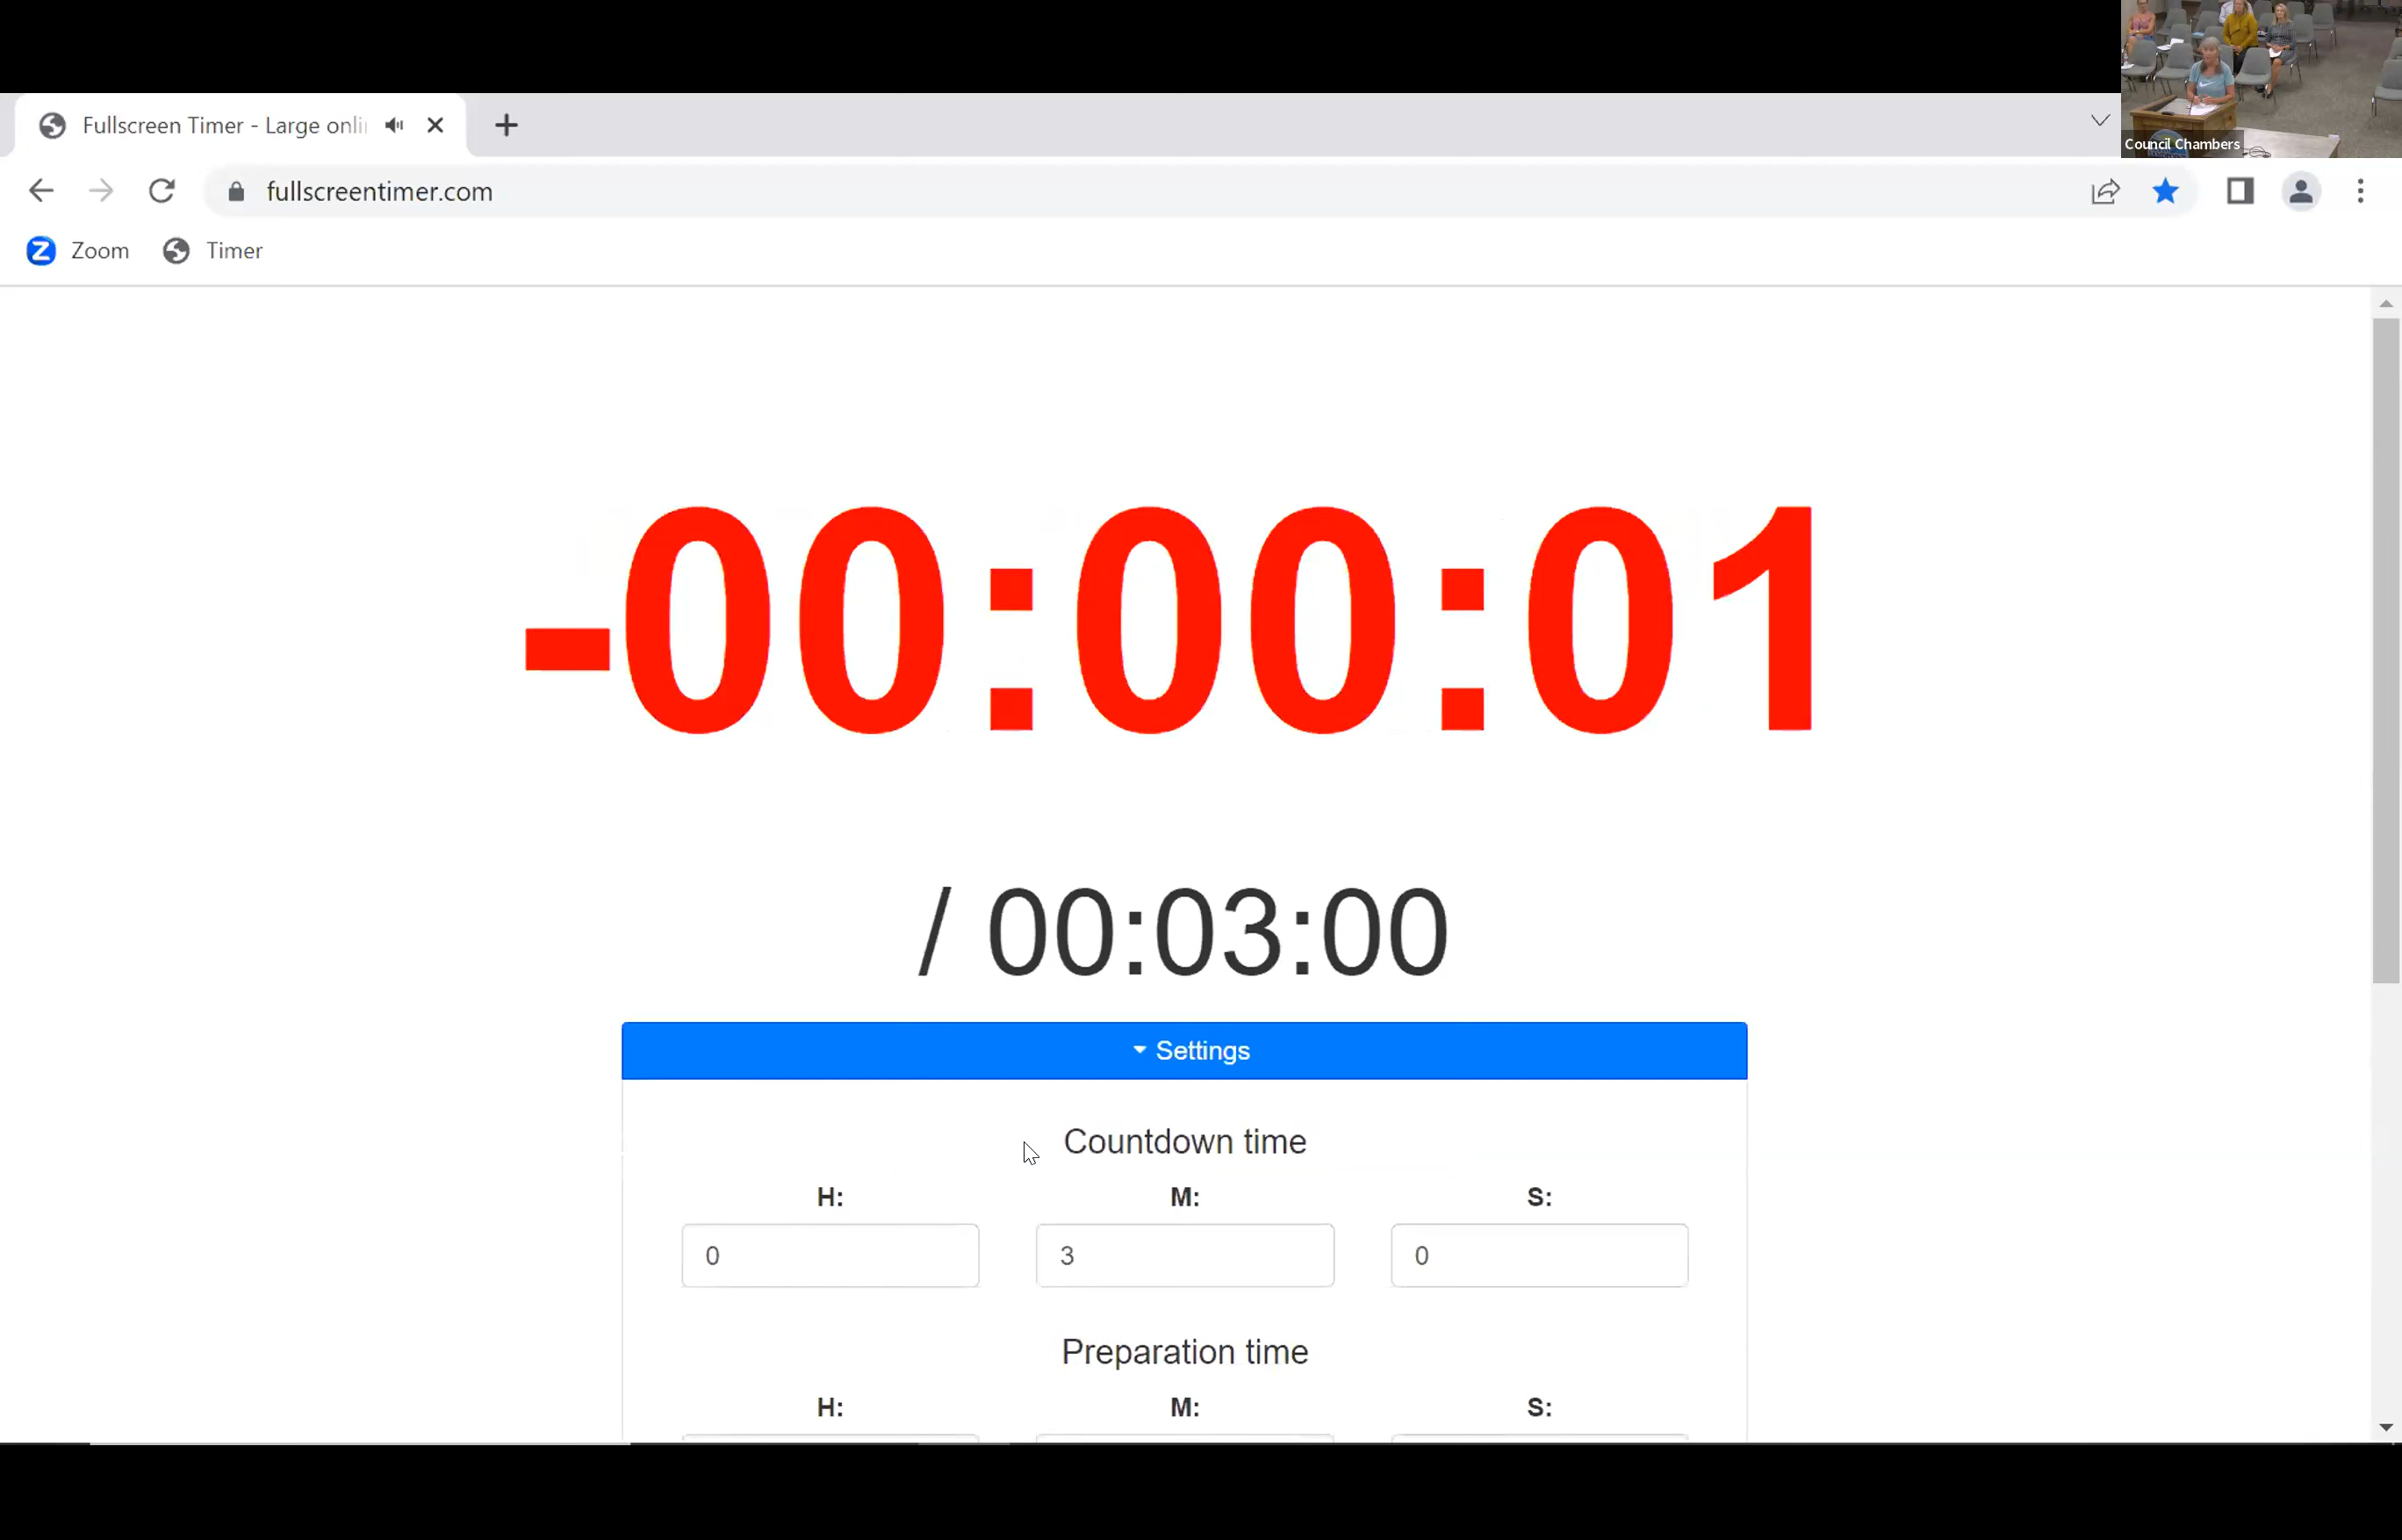 Fullscreen Timer - Large onli
Council Chambers
fullscreentimer.com
Zoom
Timer
-00:00:01
/ 00:03:00
Settings
Countdown time
H:
M:
S:
0
3
0
Preparation time
H:
M:
S: